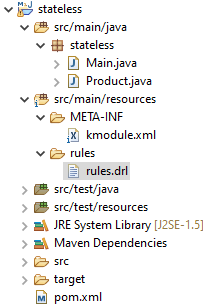 stateless
src/main/java
stateless
Main.java
Product.java
src/main/resources
META-INF
kmodule.xml
rules
rules.drl
src/test/java
src/test/resources
JRE System Library [J2SE-1.5]
Maven Dependencies
src
target
pom.xml